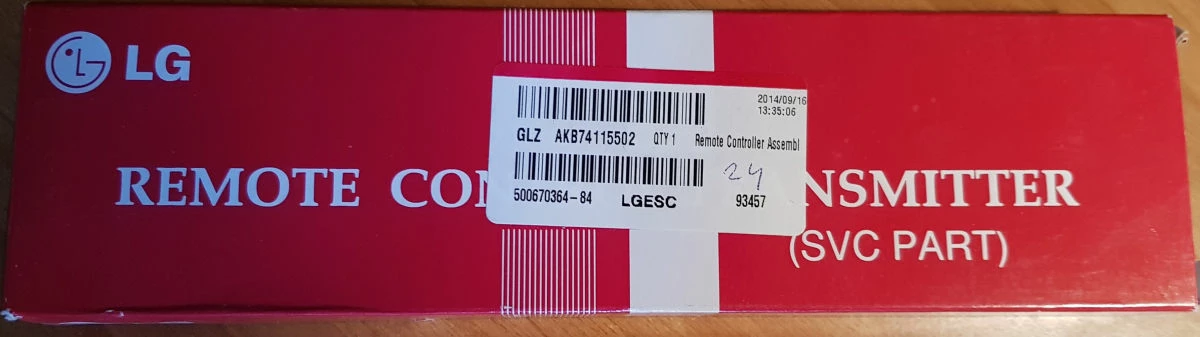 LG
2014/09/16
13:35:06
GLZ AKB74115502 QTY 1 Remote Controller Assembl
24
500670364-84 LGESC 93457
REMOTE CON NSMITTER
(SVC PART)